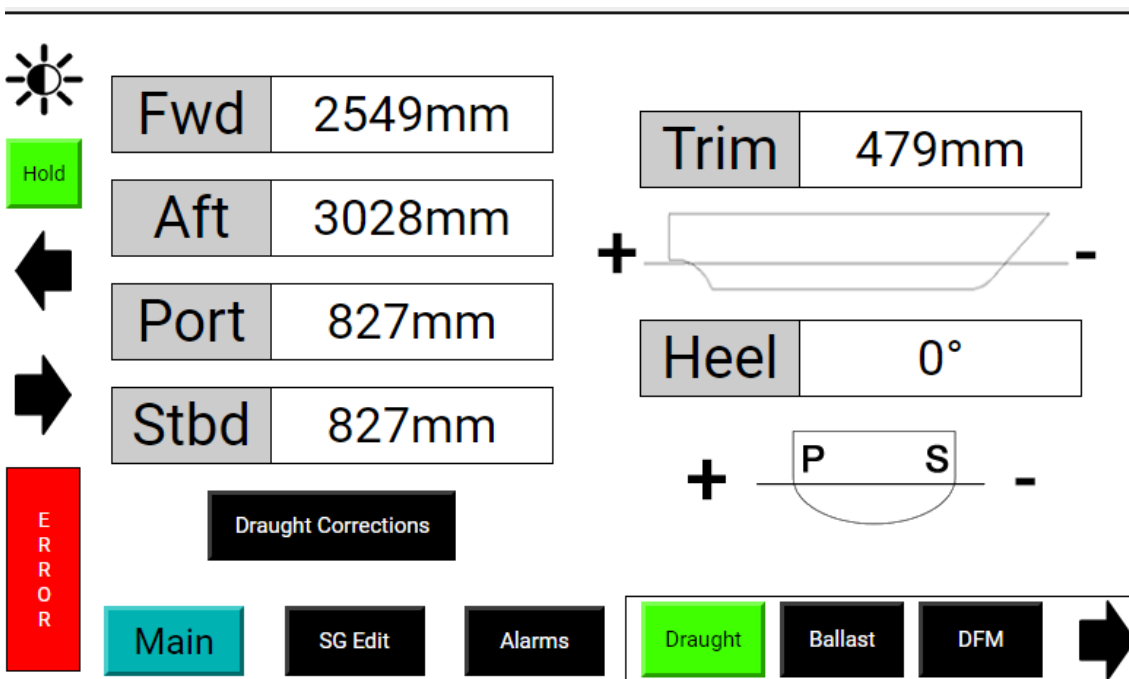 Fwd 2549mm
Trim 479mm
Hold
Aft 3028mm
+ -
Port 827mm
Heel 0°
Stbd 827mm
P S
+ -
Draught Corrections
ERROR
Main SG Edit Alarms Draught Ballast DFM